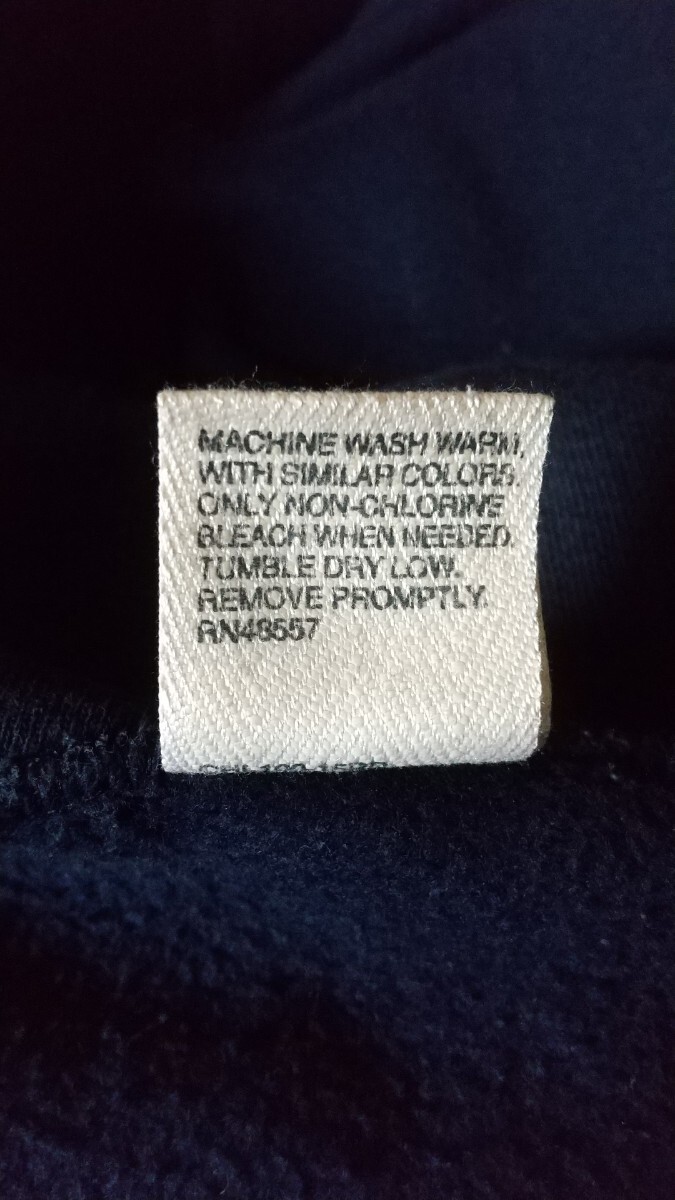 MACHINE WASH WARM,
WITH SIMILAR COLORS.
ONLY NON-CHLORINE
BLEACH WHEN NEEDED.
TUMBLE DRY LOW.
REMOVE PROMPTLY.
RN48557